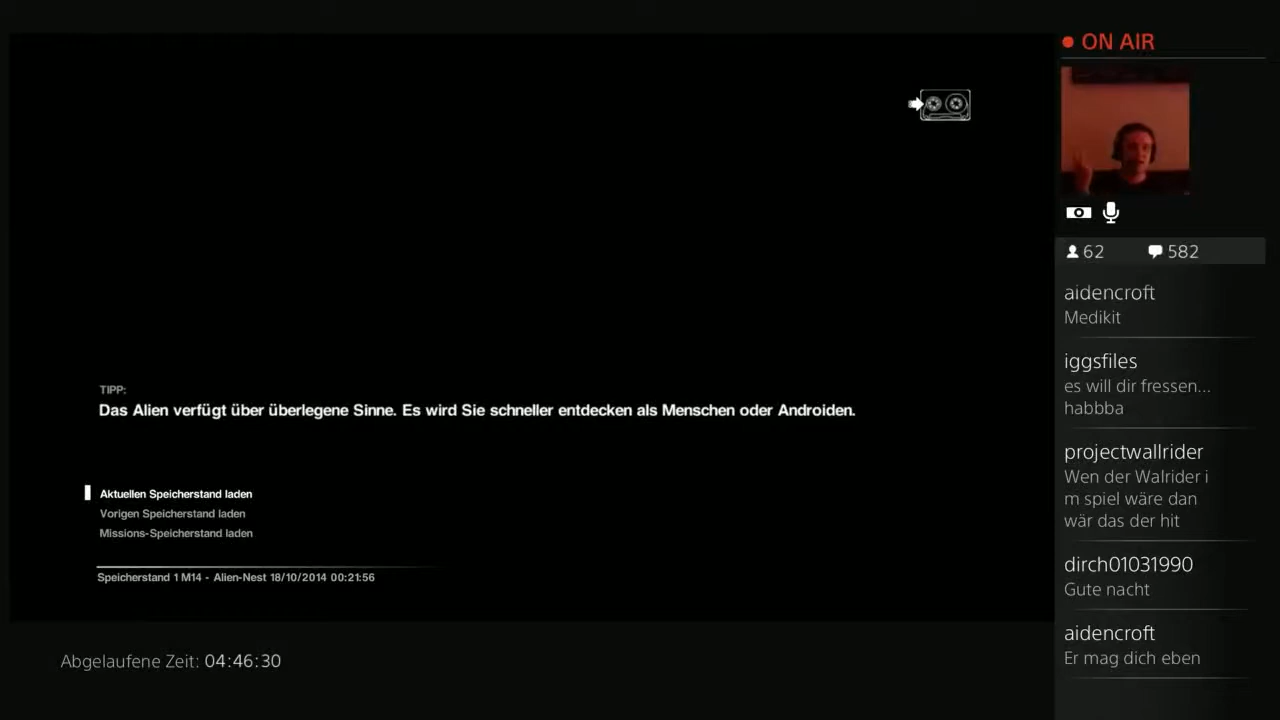 ON AIR
62 582
aidencroft
Medikit
iggsfiles
es will dir fressen...
habbba
projectwallrider
Wen der Walrider i
m spiel wäre dan
wär das der hit
dirch01031990
Gute nacht
aidencroft
Er mag dich eben
TIPP:
Das Alien verfügt über überlegene Sinne. Es wird Sie schneller entdecken als Menschen oder Androiden.
Aktuellen Speicherstand laden
Vorigen Speicherstand laden
Missions-Speicherstand laden
Speicherstand 1 M14 - Alien-Nest 18/10/2014 00:21:56
Abgelaufene Zeit: 04:46:30